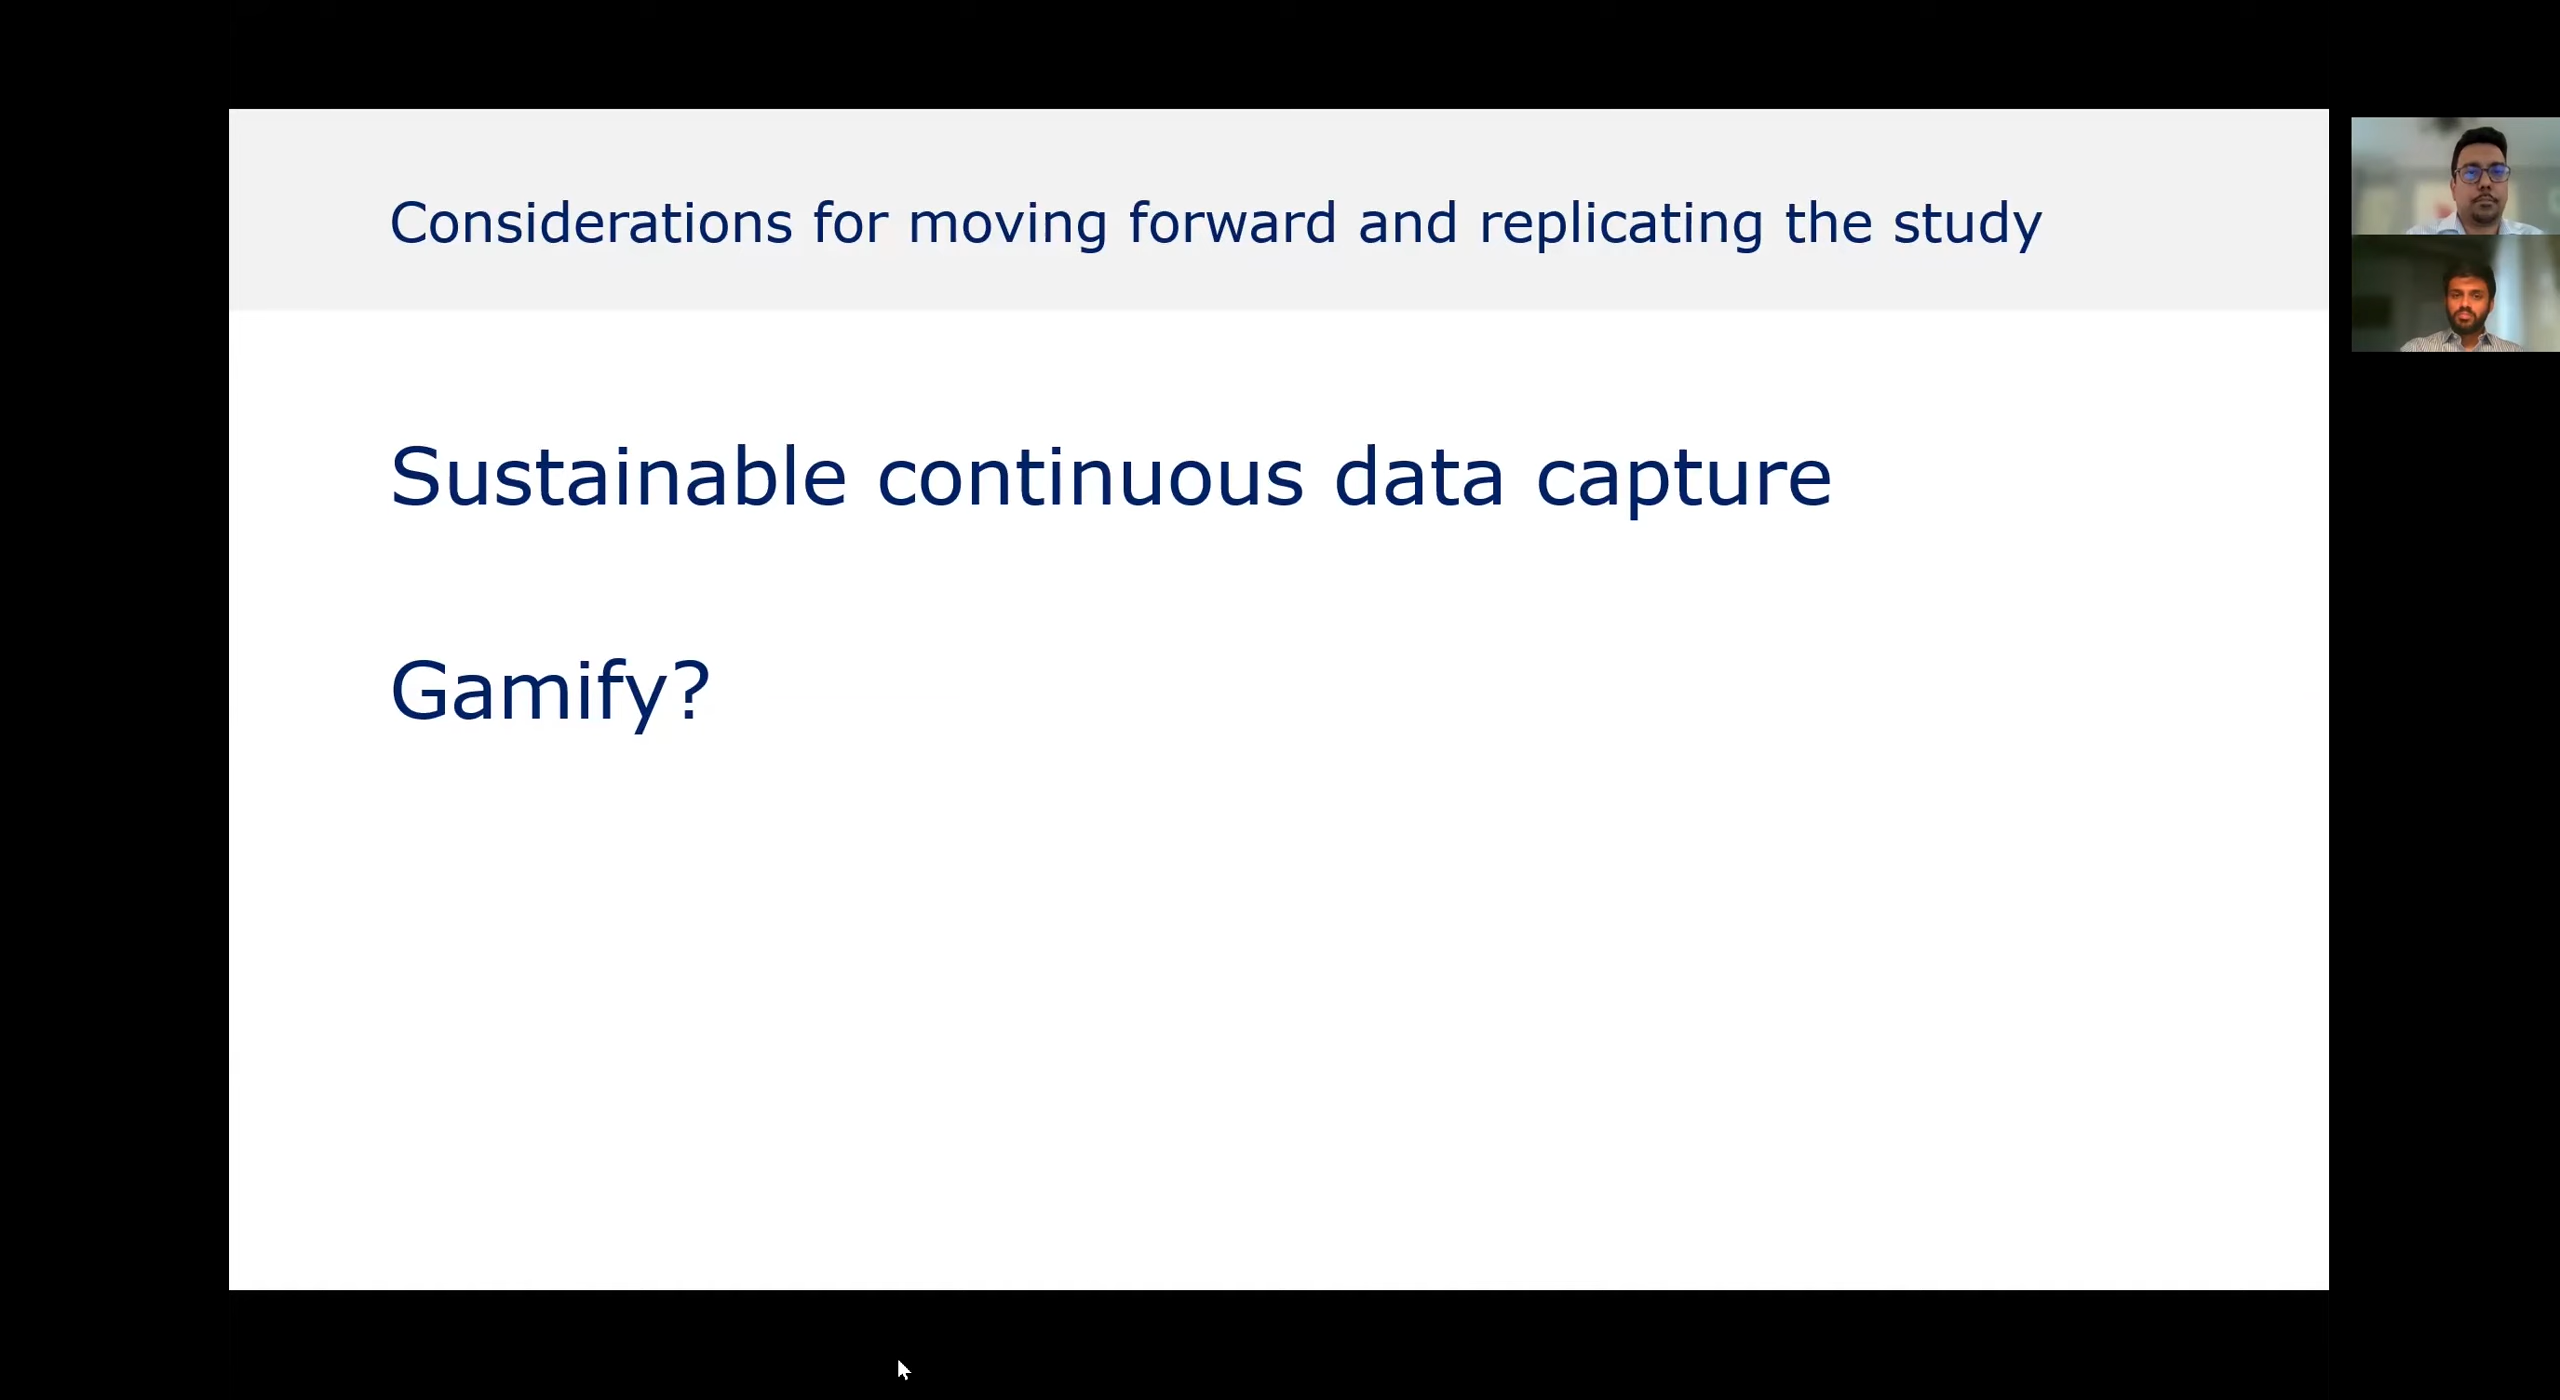 Considerations for moving forward and replicating the study
Sustainable continuous data capture
Gamify?